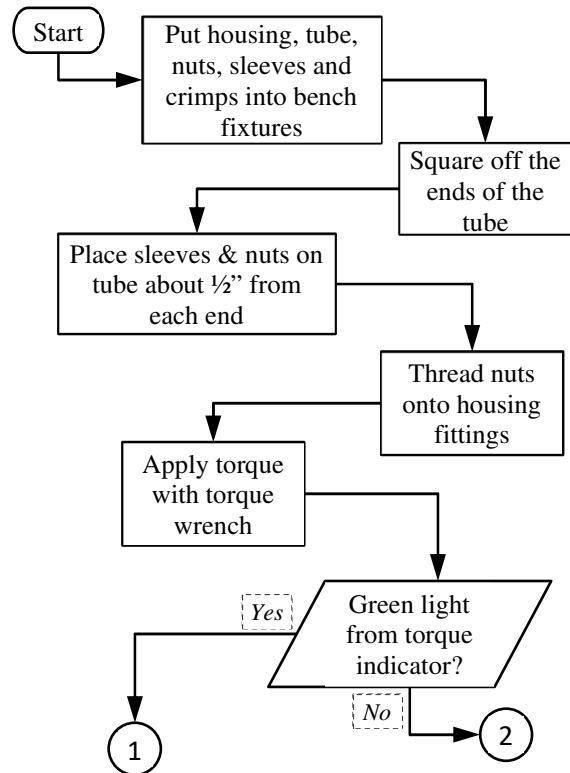 Start
Put housing, tube,
nuts, sleeves and
crimps into bench
fixtures
Square off the
ends of the
tube
Place sleeves & nuts on
tube about ½” from
each end
Thread nuts
onto housing
fittings
Apply torque
with torque
wrench
Green light
from torque
indicator?
Yes
No
1
2